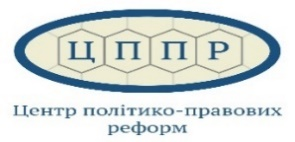 ЦППР
Центр політико-правових
реформ